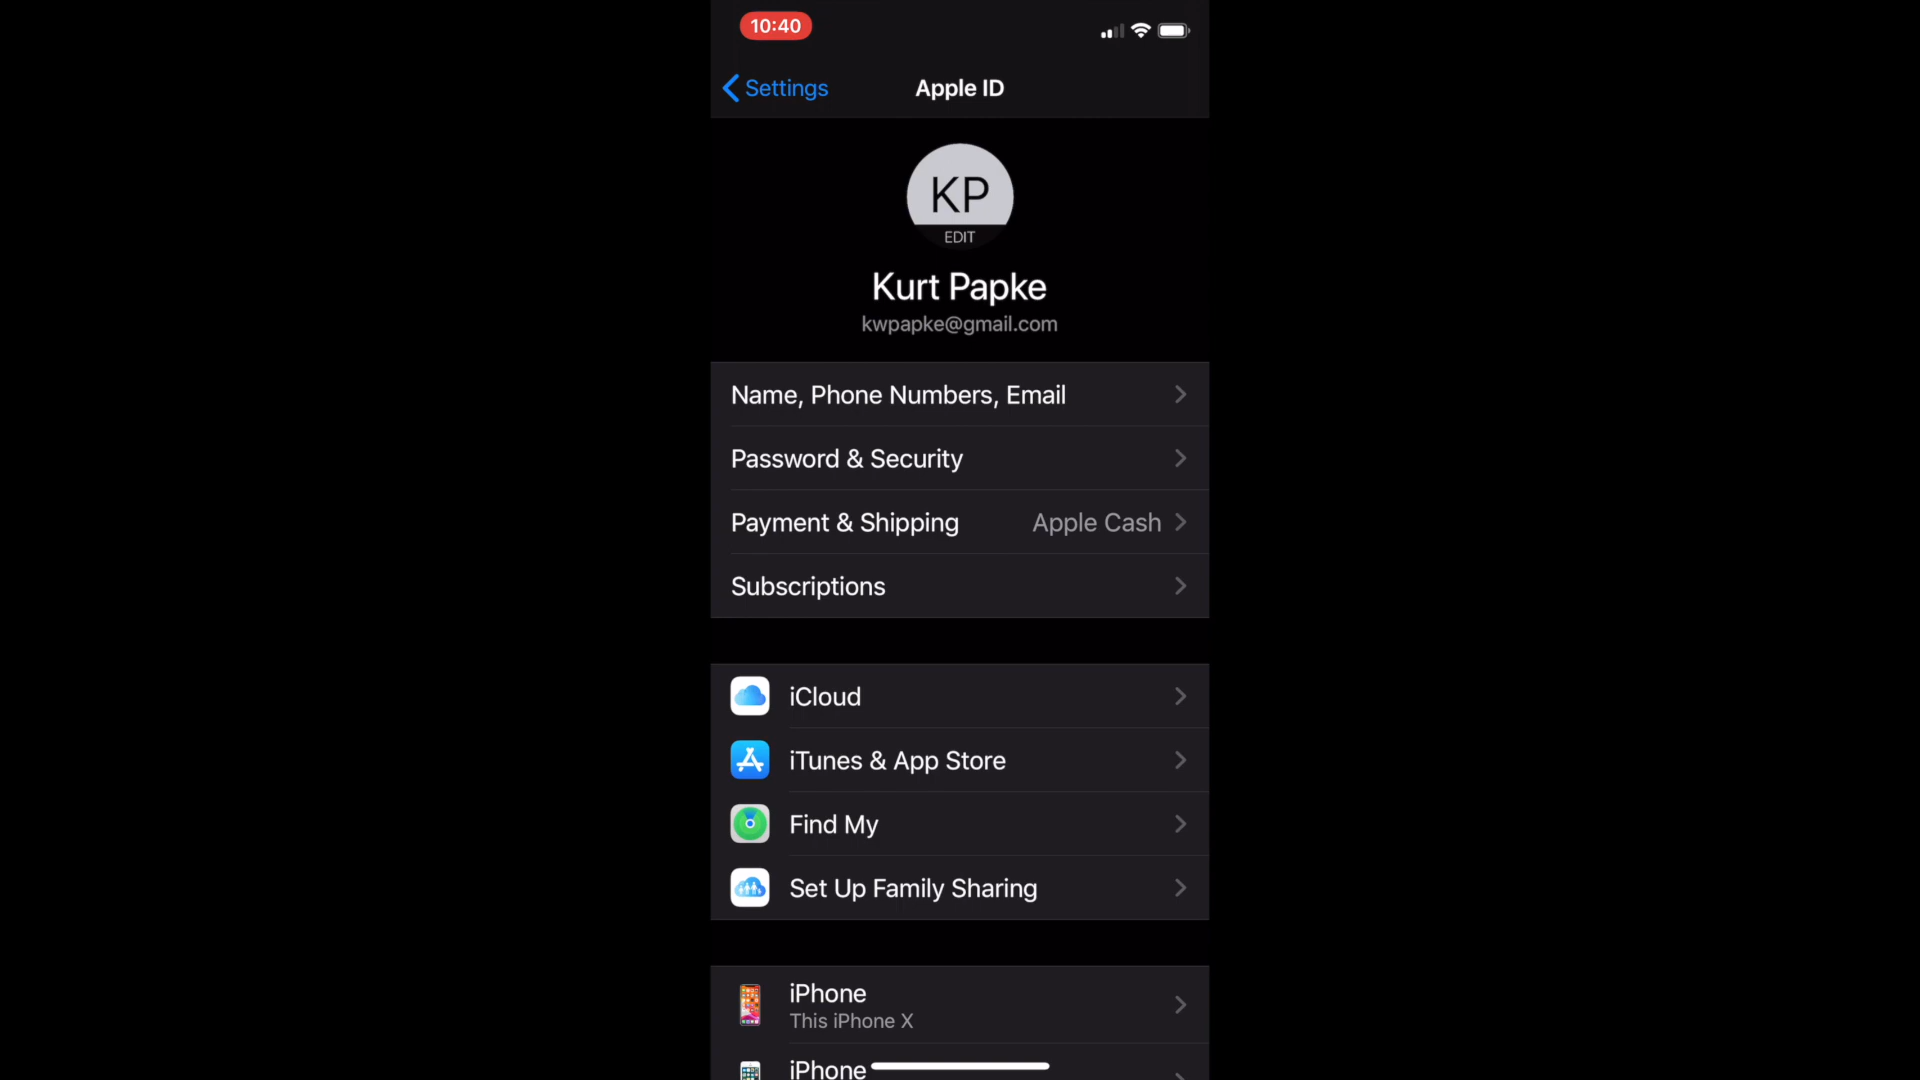 10:40
Settings
Apple ID
KP
EDIT
Kurt Papke
kwpapke@gmail.com
Name, Phone Numbers, Email
Password & Security
Payment & Shipping Apple Cash
Subscriptions
iCloud
iTunes & App Store
Find My
Set Up Family Sharing
iPhone
This iPhone X
iPhone